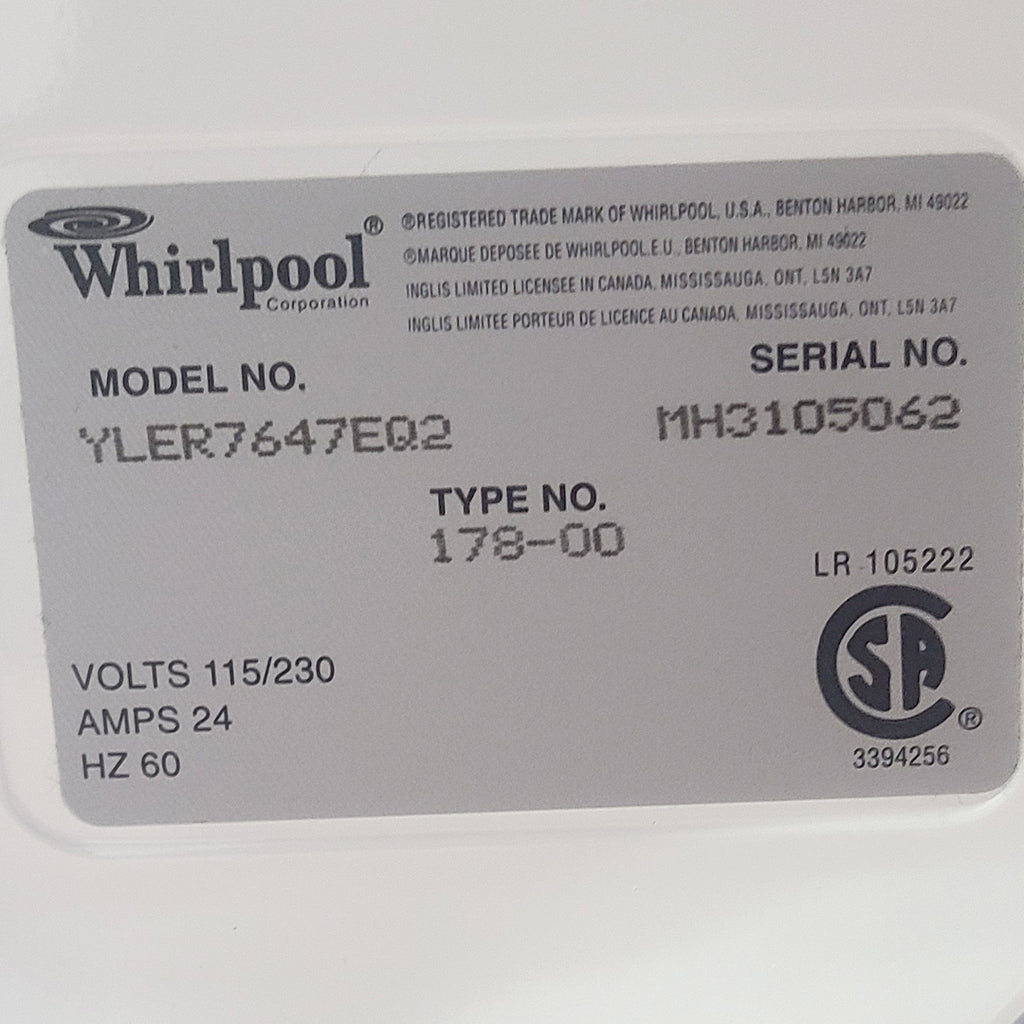 Whirlpool®
Corporation
®REGISTERED TRADE MARK OF WHIRLPOOL, U.S.A., BENTON HARBOR, MI 49022
®MARQUE DEPOSEE DE WHIRLPOOL.E.U., BENTON HARBOR, MI 49022
INGLIS LIMITED LICENSEE IN CANADA, MISSISSAUGA, ONT, L5N 3A7
INGLIS LIMITEE PORTEUR DE LICENCE AU CANADA, MISSISSAUGA, ONT, L5N 3A7
MODEL NO.
YLER7647EQ2
SERIAL NO.
MH3105062
TYPE NO.
178-00
LR 105222
CSA®
3394256
VOLTS 115/230
AMPS 24
HZ 60